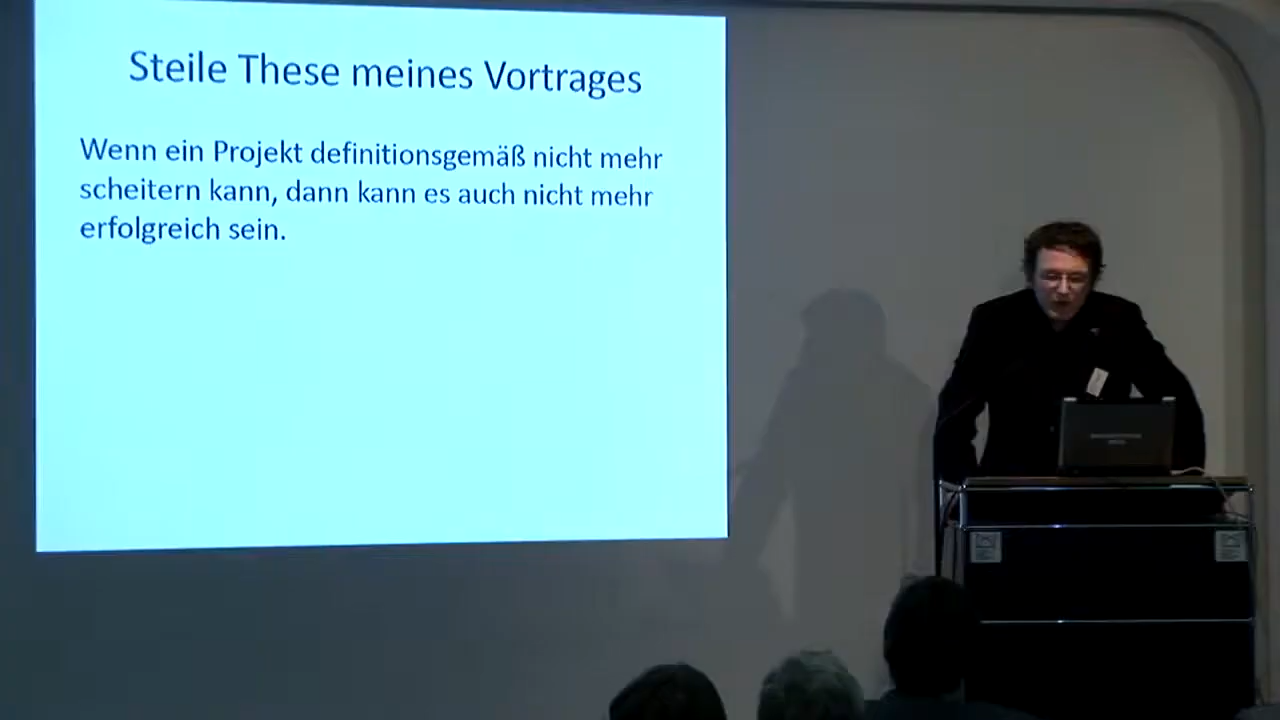 Steile These meines Vortrages
Wenn ein Projekt definitionsgemäß nicht mehr
scheitern kann, dann kann es auch nicht mehr
erfolgreich sein.